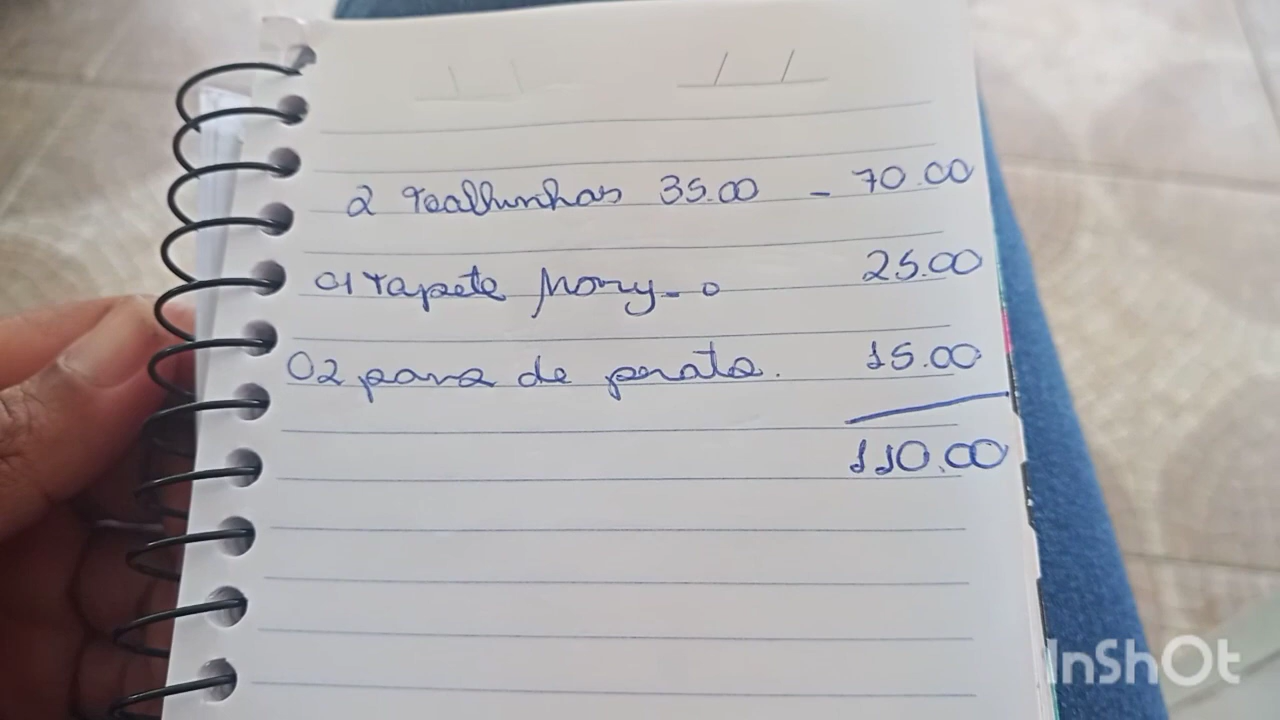 2 Toalhinhas 35.00 - 70.00
01 Tapete Mory - 25.00
02 pano de prato. 15.00
110.00
InShOt